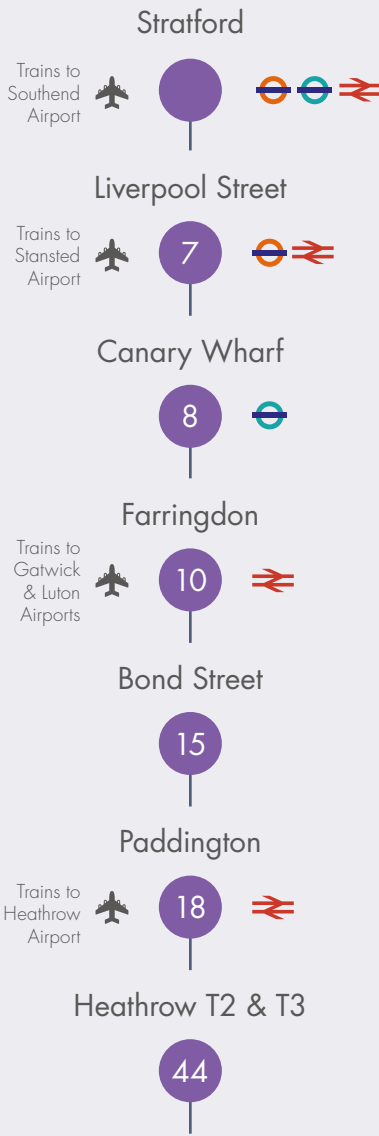 Stratford
Trains to
Southend
Airport
Liverpool Street
Trains to
Stansted
Airport
7
Canary Wharf
8
Farringdon
Trains to
Gatwick
& Luton
Airports
10
Bond Street
15
Paddington
Trains to
Heathrow
Airport
18
Heathrow T2 & T3
44